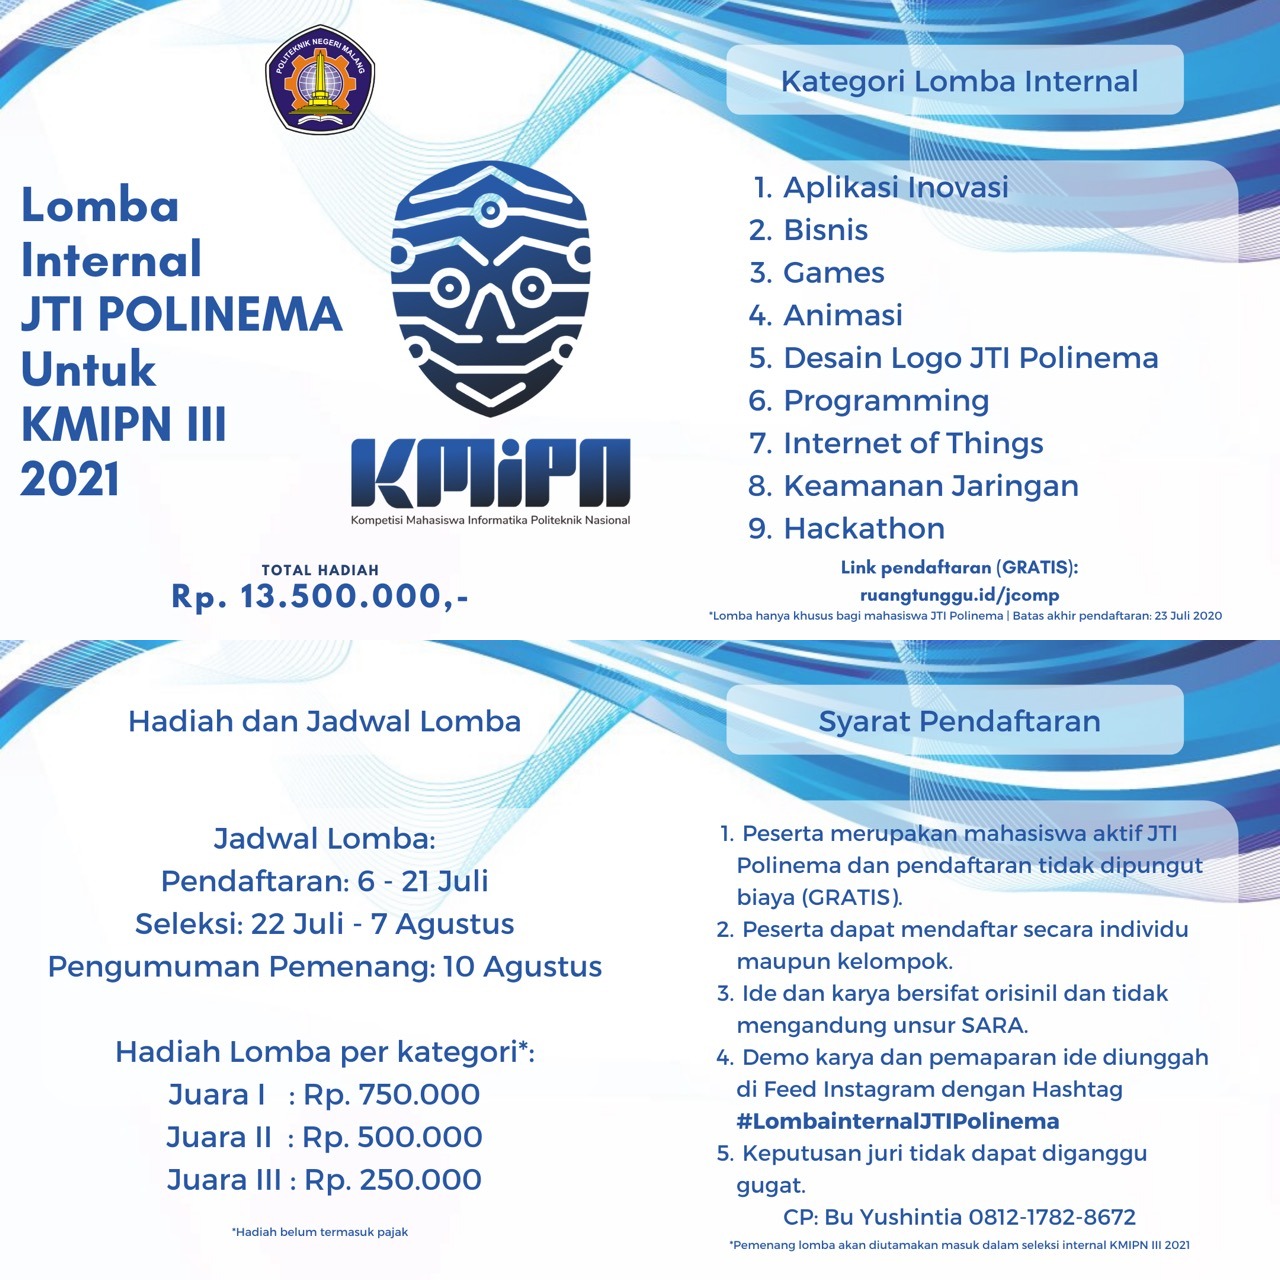 POLITEKNIK NEGERI MALANG
Lomba
Internal
JTI POLINEMA
Untuk
KMIPN III
2021
KMiPN
Kompetisi Mahasiswa Informatika Politeknik Nasional
TOTAL HADIAH
Rp. 13.500.000,-
Kategori Lomba Internal
1. Aplikasi Inovasi
2. Bisnis
3. Games
4. Animasi
5. Desain Logo JTI Polinema
6. Programming
7. Internet of Things
8. Keamanan Jaringan
9. Hackathon
Link pendaftaran (GRATIS):
ruangtunggu.id/jcomp
*Lomba hanya khusus bagi mahasiswa JTI Polinema | Batas akhir pendaftaran: 23 Juli 2020
Hadiah dan Jadwal Lomba
Jadwal Lomba:
Pendaftaran: 6 - 21 Juli
Seleksi: 22 Juli - 7 Agustus
Pengumuman Pemenang: 10 Agustus
Hadiah Lomba per kategori*:
Juara I : Rp. 750.000
Juara II : Rp. 500.000
Juara III : Rp. 250.000
*Hadiah belum termasuk pajak
Syarat Pendaftaran
1. Peserta merupakan mahasiswa aktif JTI
Polinema dan pendaftaran tidak dipungut
biaya (GRATIS).
2. Peserta dapat mendaftar secara individu
maupun kelompok.
3. Ide dan karya bersifat orisinil dan tidak
mengandung unsur SARA.
4. Demo karya dan pemaparan ide diunggah
di Feed Instagram dengan Hashtag
#LombainternalJTIPolinema
5. Keputusan juri tidak dapat diganggu
gugat.
CP: Bu Yushintia 0812-1782-8672
*Pemenang lomba akan diutamakan masuk dalam seleksi internal KMIPN III 2021